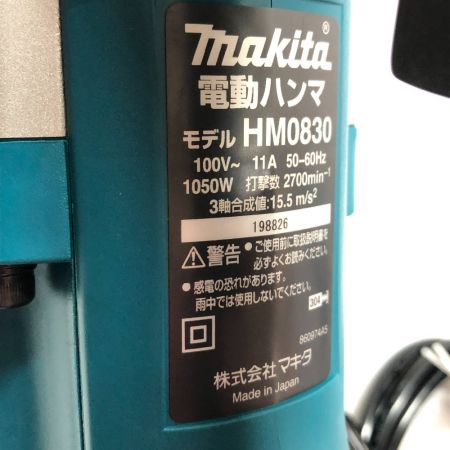 makita®
電動ハンマ
モデル HM0830
100V~ 11A 50-60Hz
1050W 打撃数 2700min⁻¹
3軸合成値:15.5 m/s²
198826
警告 ●ご使用前に取扱説明書を
必ずよくお読みください。
●感電の恐れがあります。
雨中では使用しないでください。
304
860974A5
株式会社 マキタ
Made in Japan